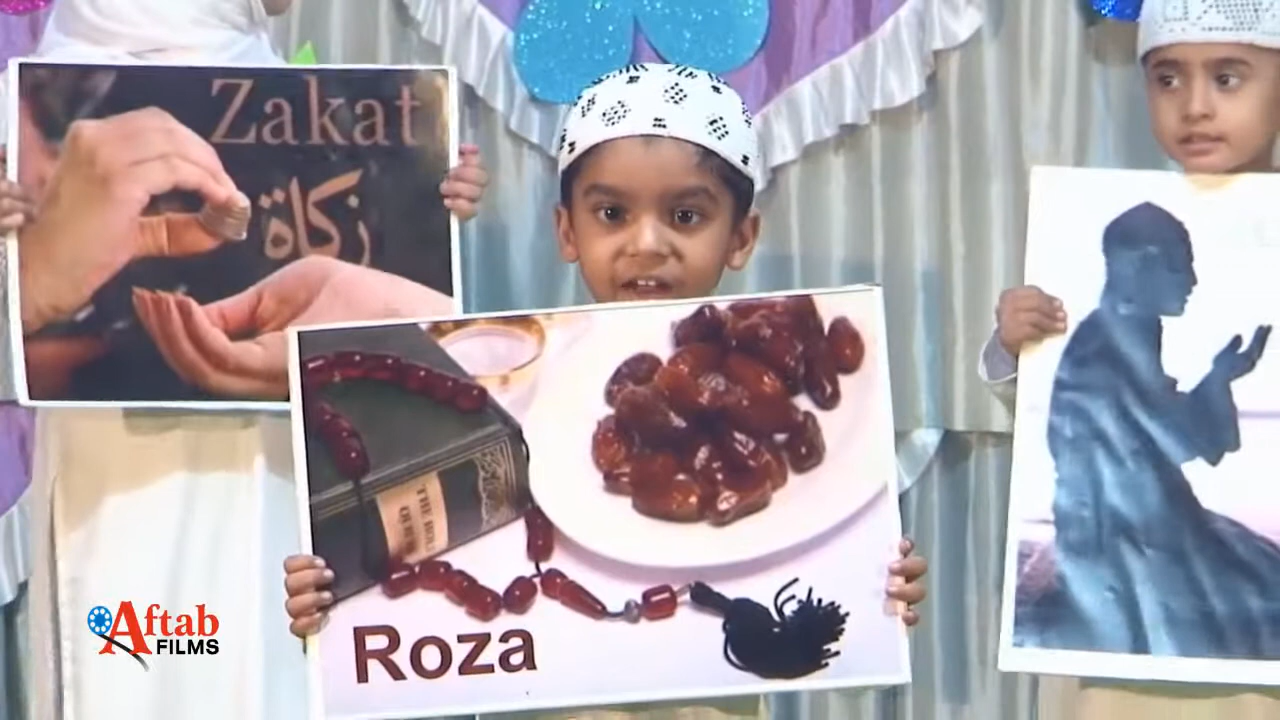 Zakat
زكاة
THE HOLY
QURAN
Roza
Aftab
FILMS